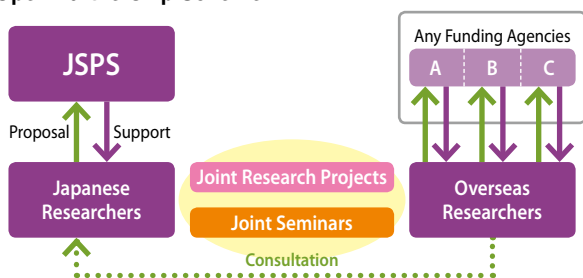 Any Funding Agencies
JSPS
A B C
Proposal
Support
Japanese
Researchers
Joint Research Projects
Joint Seminars
Overseas
Researchers
Consultation